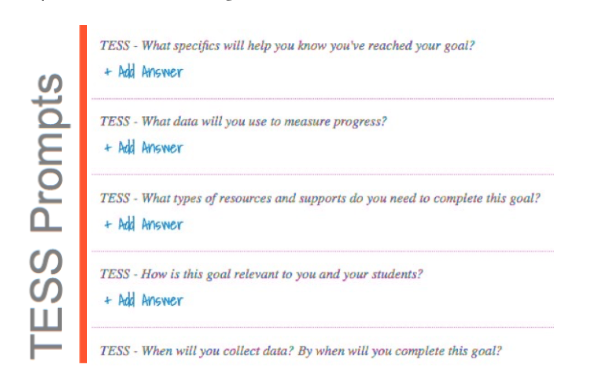 TESS Prompts
TESS - What specifics will help you know you've reached your goal?
+ Add Answer
TESS - What data will you use to measure progress?
+ Add Answer
TESS - What types of resources and supports do you need to complete this goal?
+ Add Answer
TESS - How is this goal relevant to you and your students?
+ Add Answer
TESS - When will you collect data? By when will you complete this goal?